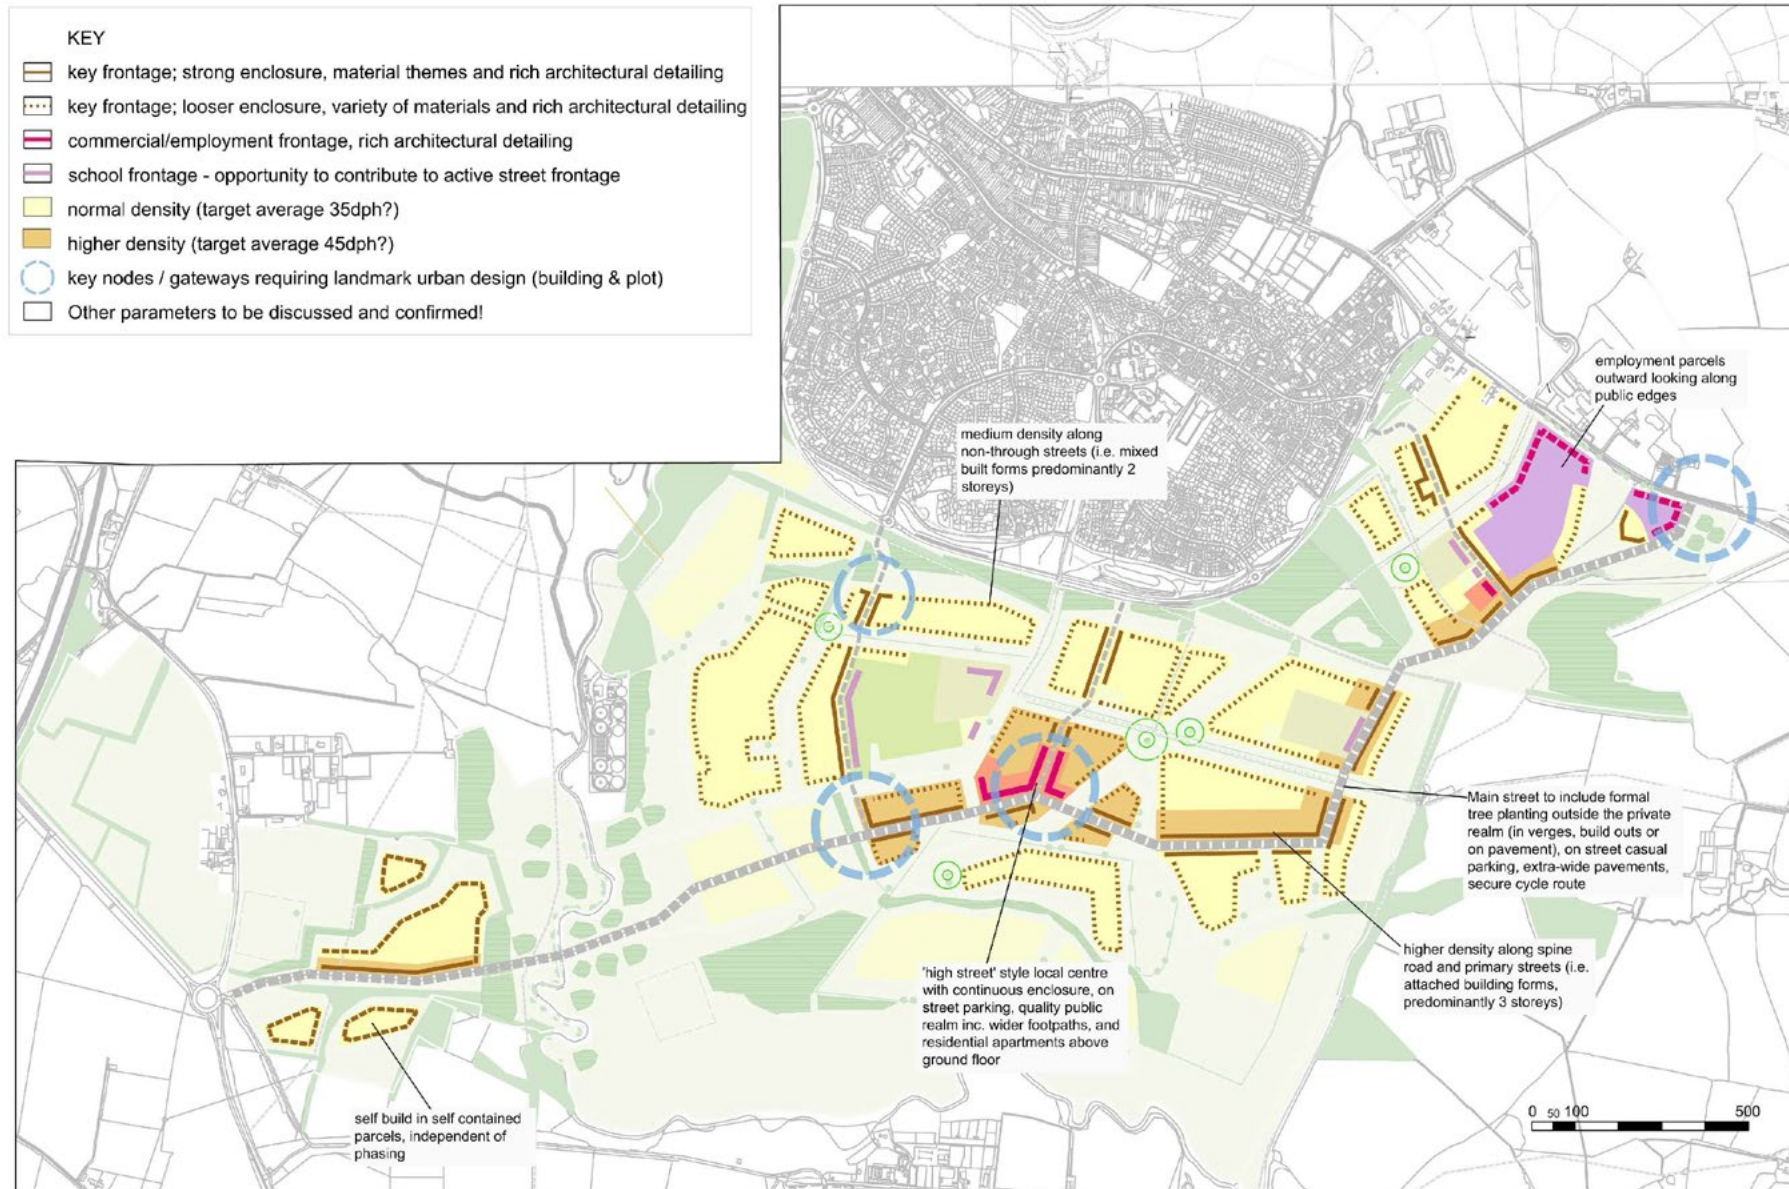 KEY
key frontage; strong enclosure, material themes and rich architectural detailing
key frontage; looser enclosure, variety of materials and rich architectural detailing
commercial/employment frontage, rich architectural detailing
school frontage - opportunity to contribute to active street frontage
normal density (target average 35dph?)
higher density (target average 45dph?)
key nodes / gateways requiring landmark urban design (building & plot)
Other parameters to be discussed and confirmed!
employment parcels
outward looking along
public edges
medium density along
non-through streets (i.e. mixed
built forms predominantly 2
storeys)
Main street to include formal
tree planting outside the private
realm (in verges, build outs or
on pavement), on street casual
parking, extra-wide pavements,
secure cycle route
higher density along spine
road and primary streets (i.e.
attached building forms,
predominantly 3 storeys)
'high street' style local centre
with continuous enclosure, on
street parking, quality public
realm inc. wider footpaths, and
residential apartments above
ground floor
self build in self contained
parcels, independent of
phasing
0 50 100 500